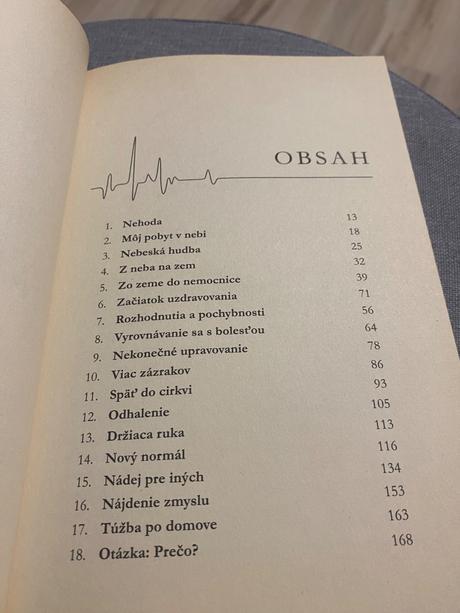 OBSAH
1. Nehoda 13
2. Môj pobyt v nebi 18
3. Nebeská hudba 25
4. Z neba na zem 32
5. Zo zeme do nemocnice 39
6. Začiatok uzdravovania 71
7. Rozhodnutia a pochybnosti 56
8. Vyrovnávanie sa s bolesťou 64
9. Nekonečné upravovanie 78
10. Viac zázrakov 86
11. Späť do cirkvi 93
12. Odhalenie 105
13. Držiaca ruka 113
14. Nový normál 116
15. Nádej pre iných 134
16. Nájdenie zmyslu 153
17. Túžba po domove 163
18. Otázka: Prečo? 168